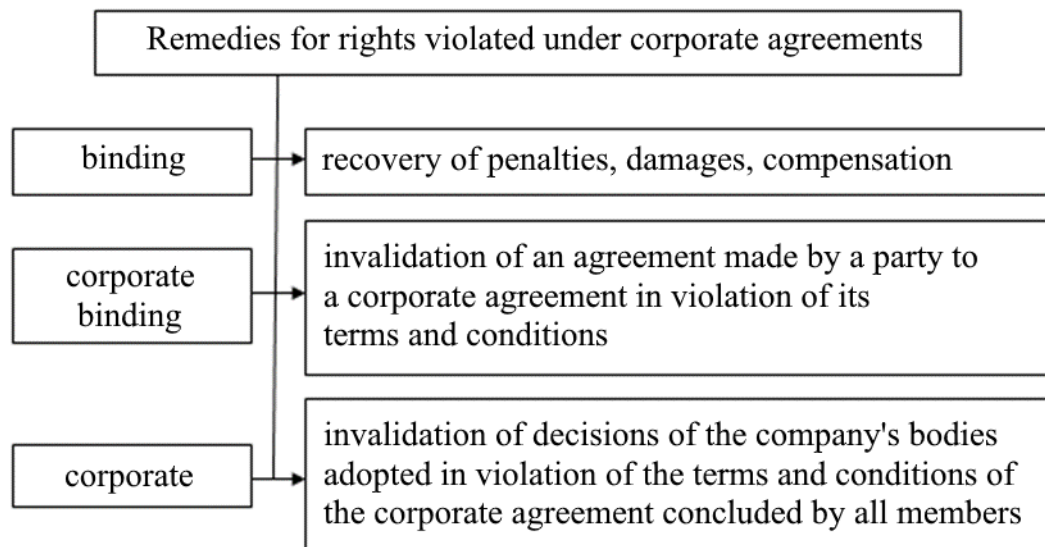 Remedies for rights violated under corporate agreements
binding
recovery of penalties, damages, compensation
corporate
binding
invalidation of an agreement made by a party to
a corporate agreement in violation of its
terms and conditions
corporate
invalidation of decisions of the company's bodies
adopted in violation of the terms and conditions of
the corporate agreement concluded by all members